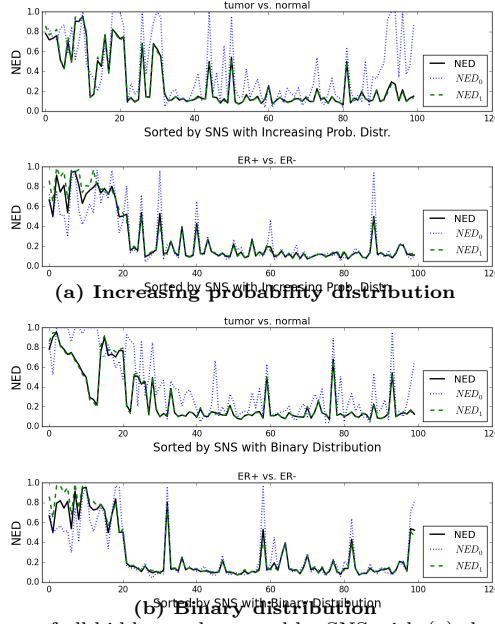 tumor vs. normal
1.0
0.8
0.6
0.4
0.2
0.0
NED
NED
NED0
NED1
0 20 40 60 80 100 120
Sorted by SNS with Increasing Prob. Distr.
ER+ vs. ER-
1.0
0.8
0.6
0.4
0.2
0.0
NED
NED
NED0
NED1
0 20 40 60 80 100 120
Sorted by SNS with Increasing Prob. Distr.
(a) Increasing probability distribution
tumor vs. normal
1.0
0.8
0.6
0.4
0.2
0.0
NED
NED
NED0
NED1
0 20 40 60 80 100 120
Sorted by SNS with Binary Distribution
ER+ vs. ER-
1.0
0.8
0.6
0.4
0.2
0.0
NED
NED
NED0
NED1
0 20 40 60 80 100 120
Sorted by SNS with Binary Distribution
(b) Binary distribution